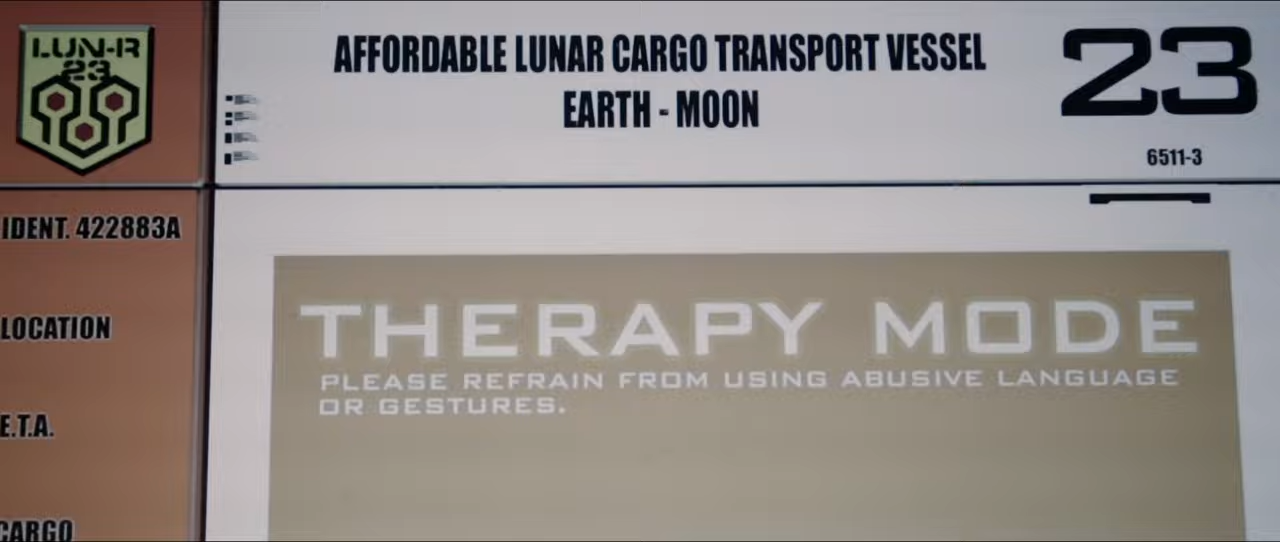 LUN-R
23
AFFORDABLE LUNAR CARGO TRANSPORT VESSEL
EARTH - MOON
23
6511-3
IDENT. 422883A
LOCATION
E.T.A.
CARGO
THERAPY MODE
PLEASE REFRAIN FROM USING ABUSIVE LANGUAGE
OR GESTURES.